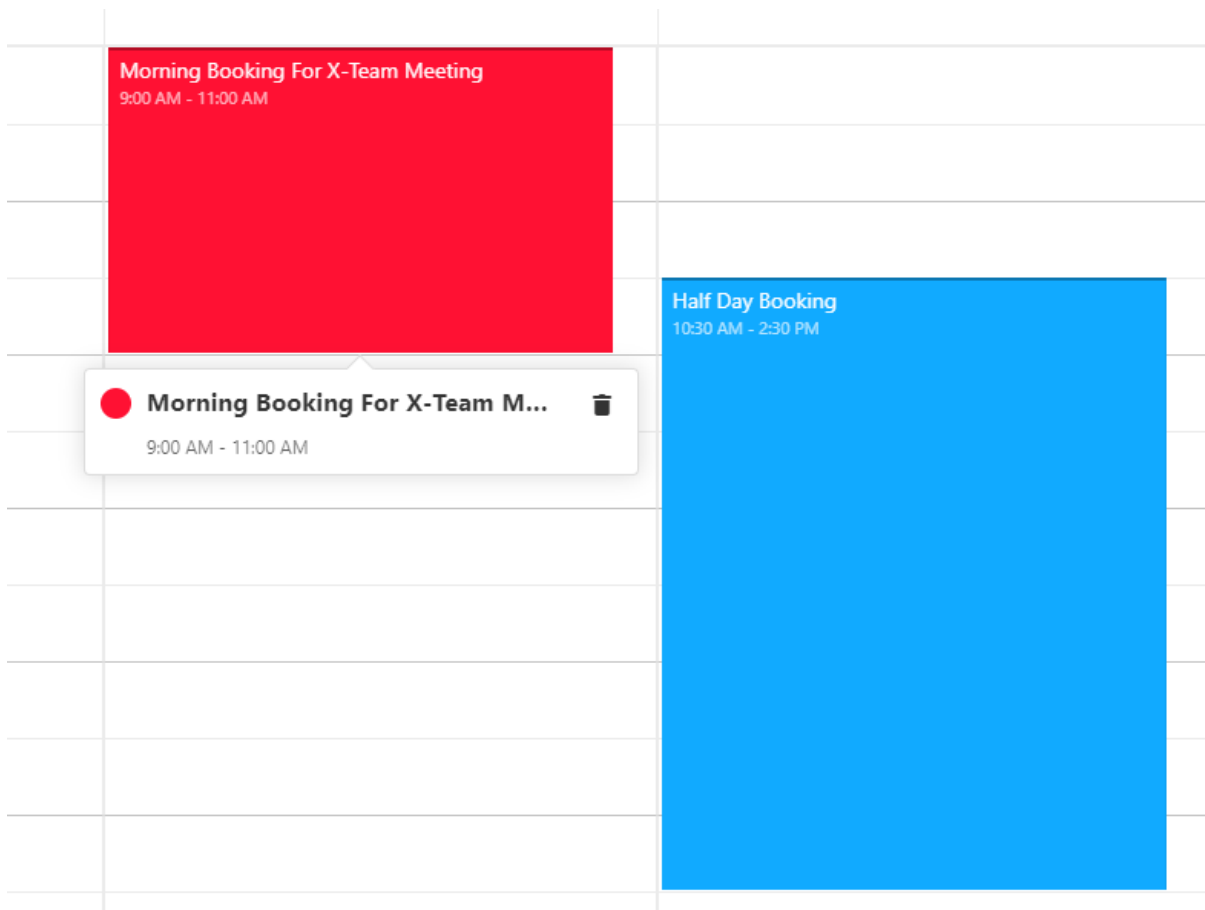 Morning Booking For X-Team Meeting
9:00 AM - 11:00 AM
Half Day Booking
10:30 AM - 2:30 PM
Morning Booking For X-Team M...
9:00 AM - 11:00 AM